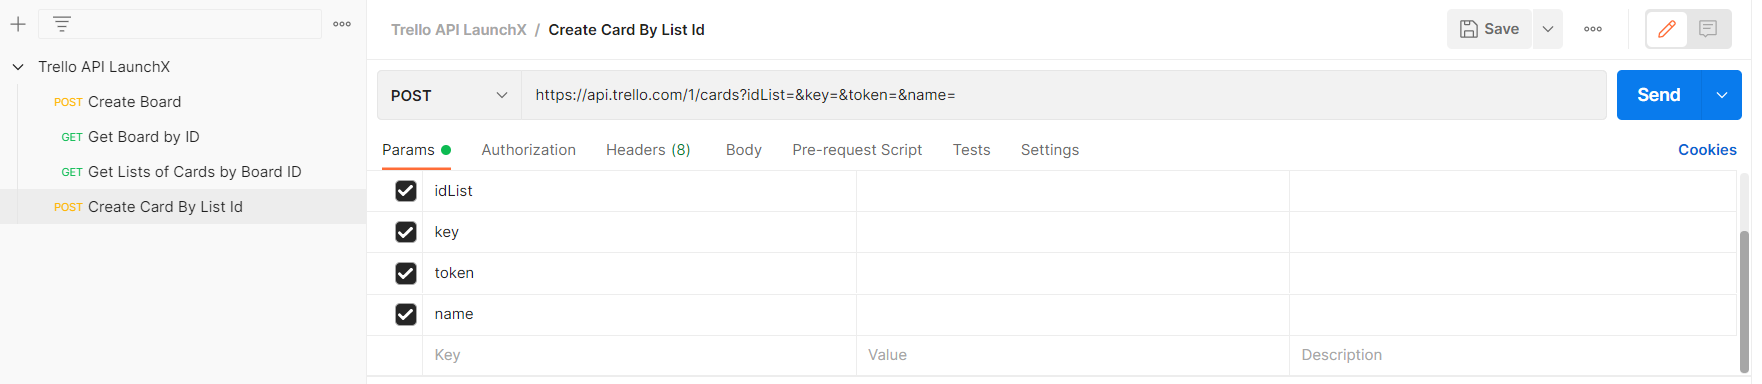 Trello API LaunchX / Create Card By List Id
Save
Trello API LaunchX
POST Create Board
GET Get Board by ID
GET Get Lists of Cards by Board ID
POST Create Card By List Id
POST https://api.trello.com/1/cards?idList=&key=&token=&name= Send
Params Authorization Headers (8) Body Pre-request Script Tests Settings Cookies
idList
key
token
name
Key Value Description